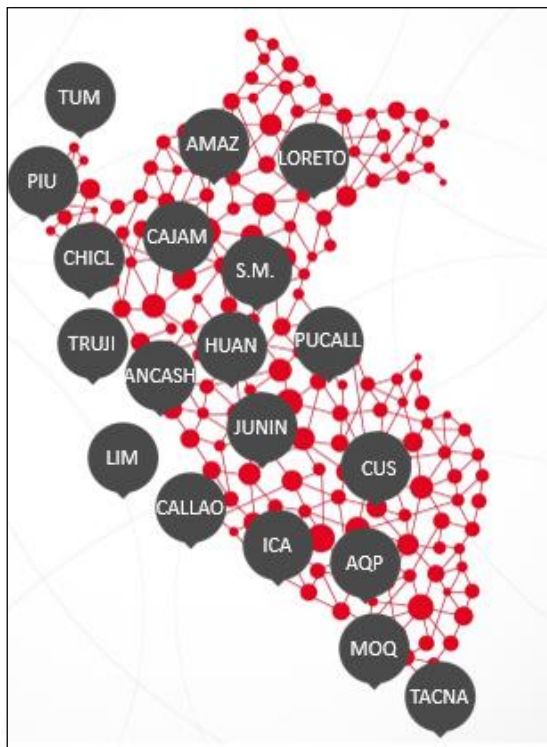 TUM
AMAZ
LORETO
PIU
CAJAM
CHICL
S.M.
TRUJI
HUAN
PUCALL
ANCASH
JUNIN
LIM
CUS
CALLAO
ICA
AQP
MOQ
TACNA